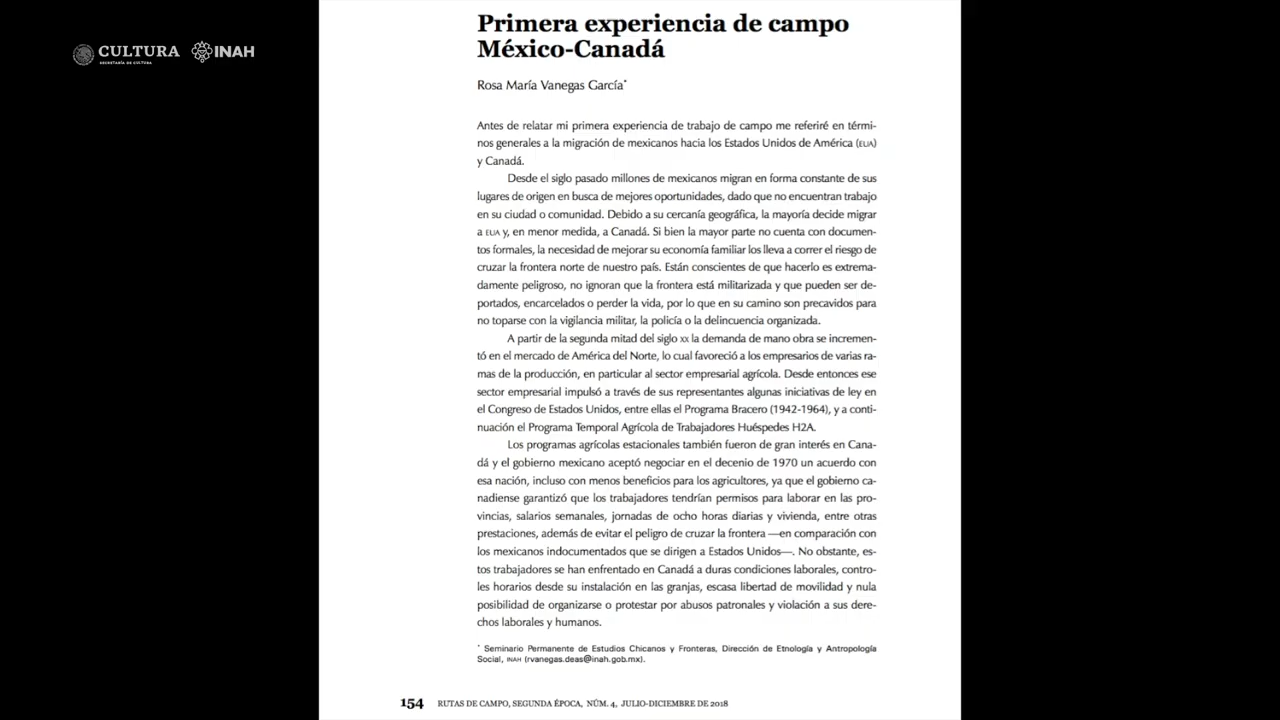 CULTURA
SECRETARÍA DE CULTURA
INAH
Primera experiencia de campo
México-Canadá
Rosa María Vanegas García*
Antes de relatar mi primera experiencia de trabajo de campo me referiré en térmi-
nos generales a la migración de mexicanos hacia los Estados Unidos de América (EUA)
y Canadá.
Desde el siglo pasado millones de mexicanos migran en forma constante de sus
lugares de origen en busca de mejores oportunidades, dado que no encuentran trabajo
en su ciudad o comunidad. Debido a su cercanía geográfica, la mayoría decide migrar
a EUA y, en menor medida, a Canadá. Si bien la mayor parte no cuenta con documen-
tos formales, la necesidad de mejorar su economía familiar los lleva a correr el riesgo de
cruzar la frontera norte de nuestro país. Están conscientes de que hacerlo es extrema-
damente peligroso, no ignoran que la frontera está militarizada y que pueden ser de-
portados, encarcelados o perder la vida, por lo que en su camino son precavidos para
no toparse con la vigilancia militar, la policía o la delincuencia organizada.
A partir de la segunda mitad del siglo XX la demanda de mano obra se incremen-
tó en el mercado de América del Norte, lo cual favoreció a los empresarios de varias ra-
mas de la producción, en particular al sector empresarial agrícola. Desde entonces ese
sector empresarial impulsó a través de sus representantes algunas iniciativas de ley en
el Congreso de Estados Unidos, entre ellas el Programa Bracero (1942-1964), y a conti-
nuación el Programa Temporal Agrícola de Trabajadores Huéspedes H2A.
Los programas agrícolas estacionales también fueron de gran interés en Cana-
dá y el gobierno mexicano aceptó negociar en el decenio de 1970 un acuerdo con
esa nación, incluso con menos beneficios para los agricultores, ya que el gobierno ca-
nadiense garantizó que los trabajadores tendrían permisos para laborar en las pro-
vincias, salarios semanales, jornadas de ocho horas diarias y vivienda, entre otras
prestaciones, además de evitar el peligro de cruzar la frontera —en comparación con
los mexicanos indocumentados que se dirigen a Estados Unidos—. No obstante, es-
tos trabajadores se han enfrentado en Canadá a duras condiciones laborales, contro-
les horarios desde su instalación en las granjas, escasa libertad de movilidad y nula
posibilidad de organizarse o protestar por abusos patronales y violación a sus dere-
chos laborales y humanos.
* Seminario Permanente de Estudios Chicanos y Fronteras, Dirección de Etnología y Antropología
Social, INAH (rvanegas.deas@inah.gob.mx).
154 RUTAS DE CAMPO, SEGUNDA ÉPOCA, NÚM. 4, JULIO-DICIEMBRE DE 2018